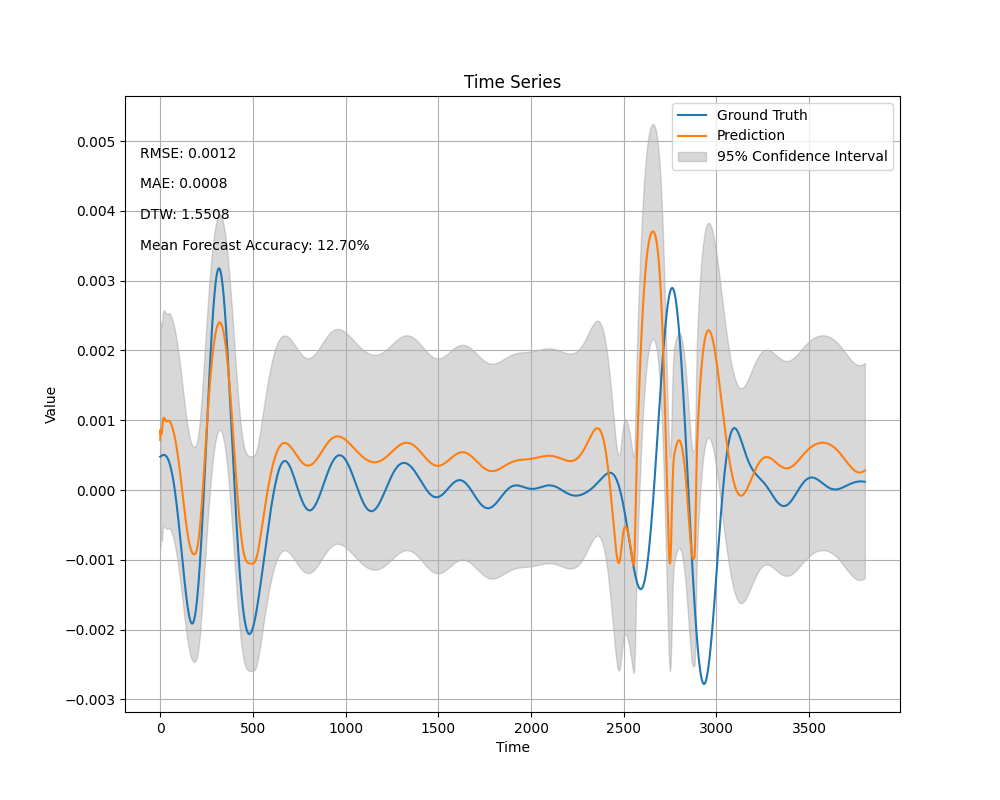 Time Series
Ground Truth
Prediction
95% Confidence Interval
RMSE: 0.0012
MAE: 0.0008
DTW: 1.5508
Mean Forecast Accuracy: 12.70%
Value
0.005
0.004
0.003
0.002
0.001
0.000
−0.001
−0.002
−0.003
0 500 1000 1500 2000 2500 3000 3500
Time